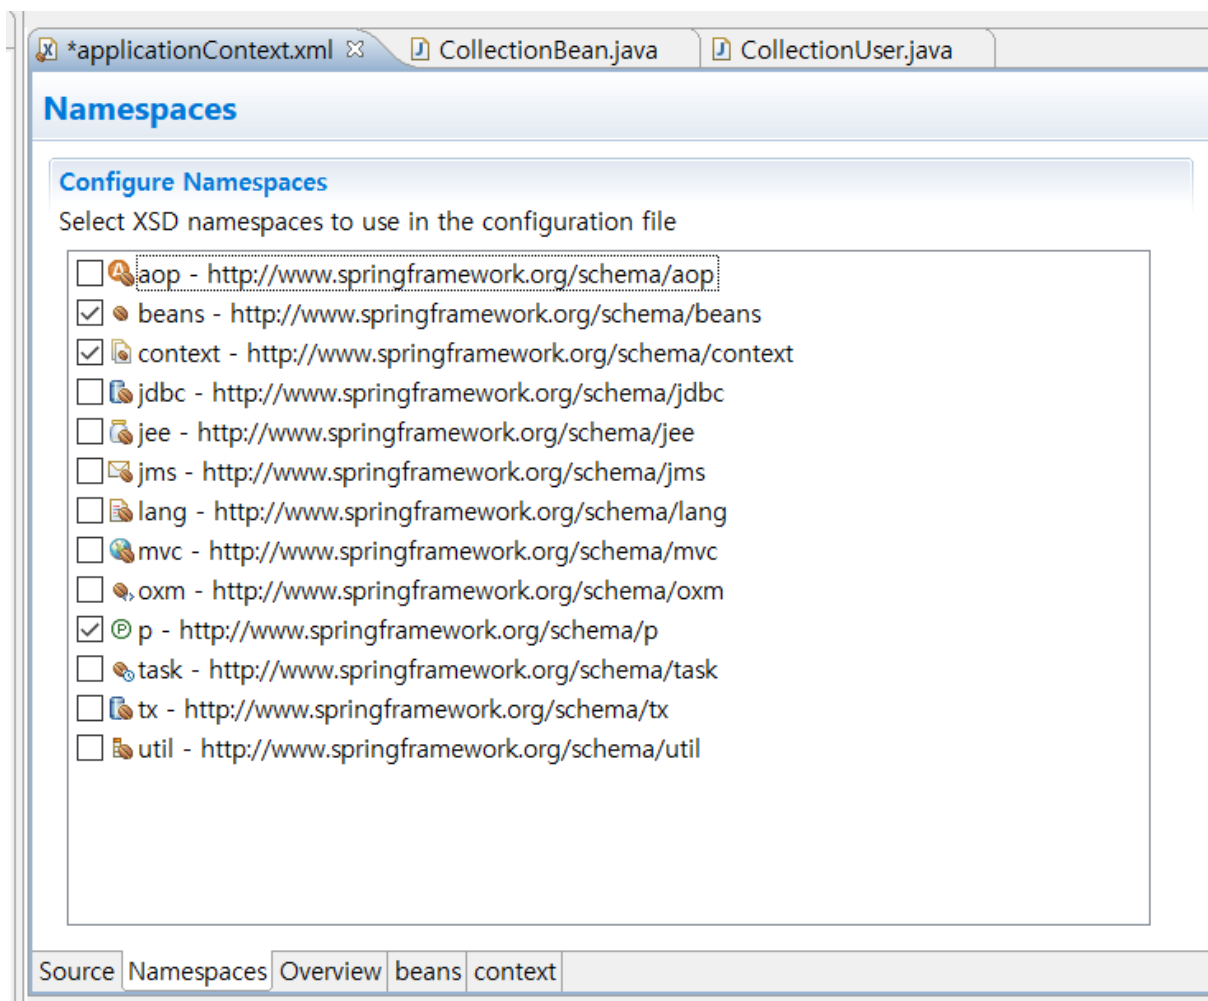 *applicationContext.xml CollectionBean.java CollectionUser.java
Namespaces
Configure Namespaces
Select XSD namespaces to use in the configuration file
aop - http://www.springframework.org/schema/aop
beans - http://www.springframework.org/schema/beans
context - http://www.springframework.org/schema/context
jdbc - http://www.springframework.org/schema/jdbc
jee - http://www.springframework.org/schema/jee
jms - http://www.springframework.org/schema/jms
lang - http://www.springframework.org/schema/lang
mvc - http://www.springframework.org/schema/mvc
oxm - http://www.springframework.org/schema/oxm
p - http://www.springframework.org/schema/p
task - http://www.springframework.org/schema/task
tx - http://www.springframework.org/schema/tx
util - http://www.springframework.org/schema/util
Source Namespaces Overview beans context